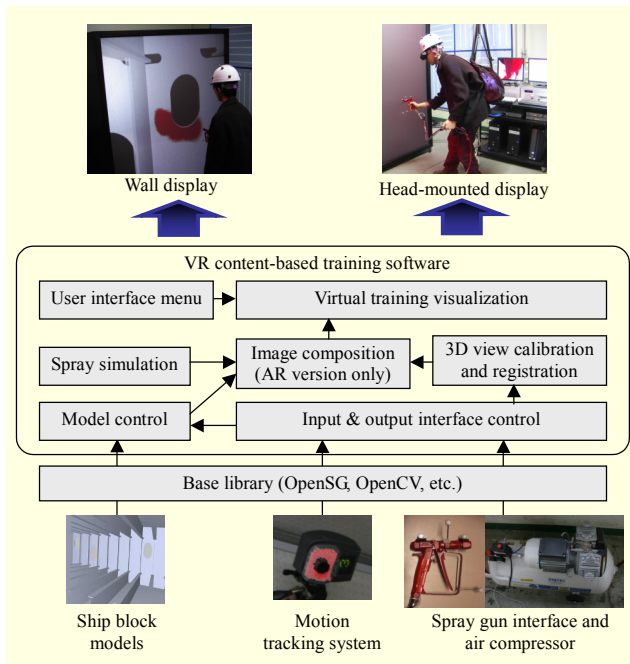 Wall display
Head-mounted display
VR content-based training software
User interface menu
Virtual training visualization
Spray simulation
Image composition
(AR version only)
3D view calibration
and registration
Model control
Input & output interface control
Base library (OpenSG, OpenCV, etc.)
Ship block
models
Motion
tracking system
Spray gun interface and
air compressor